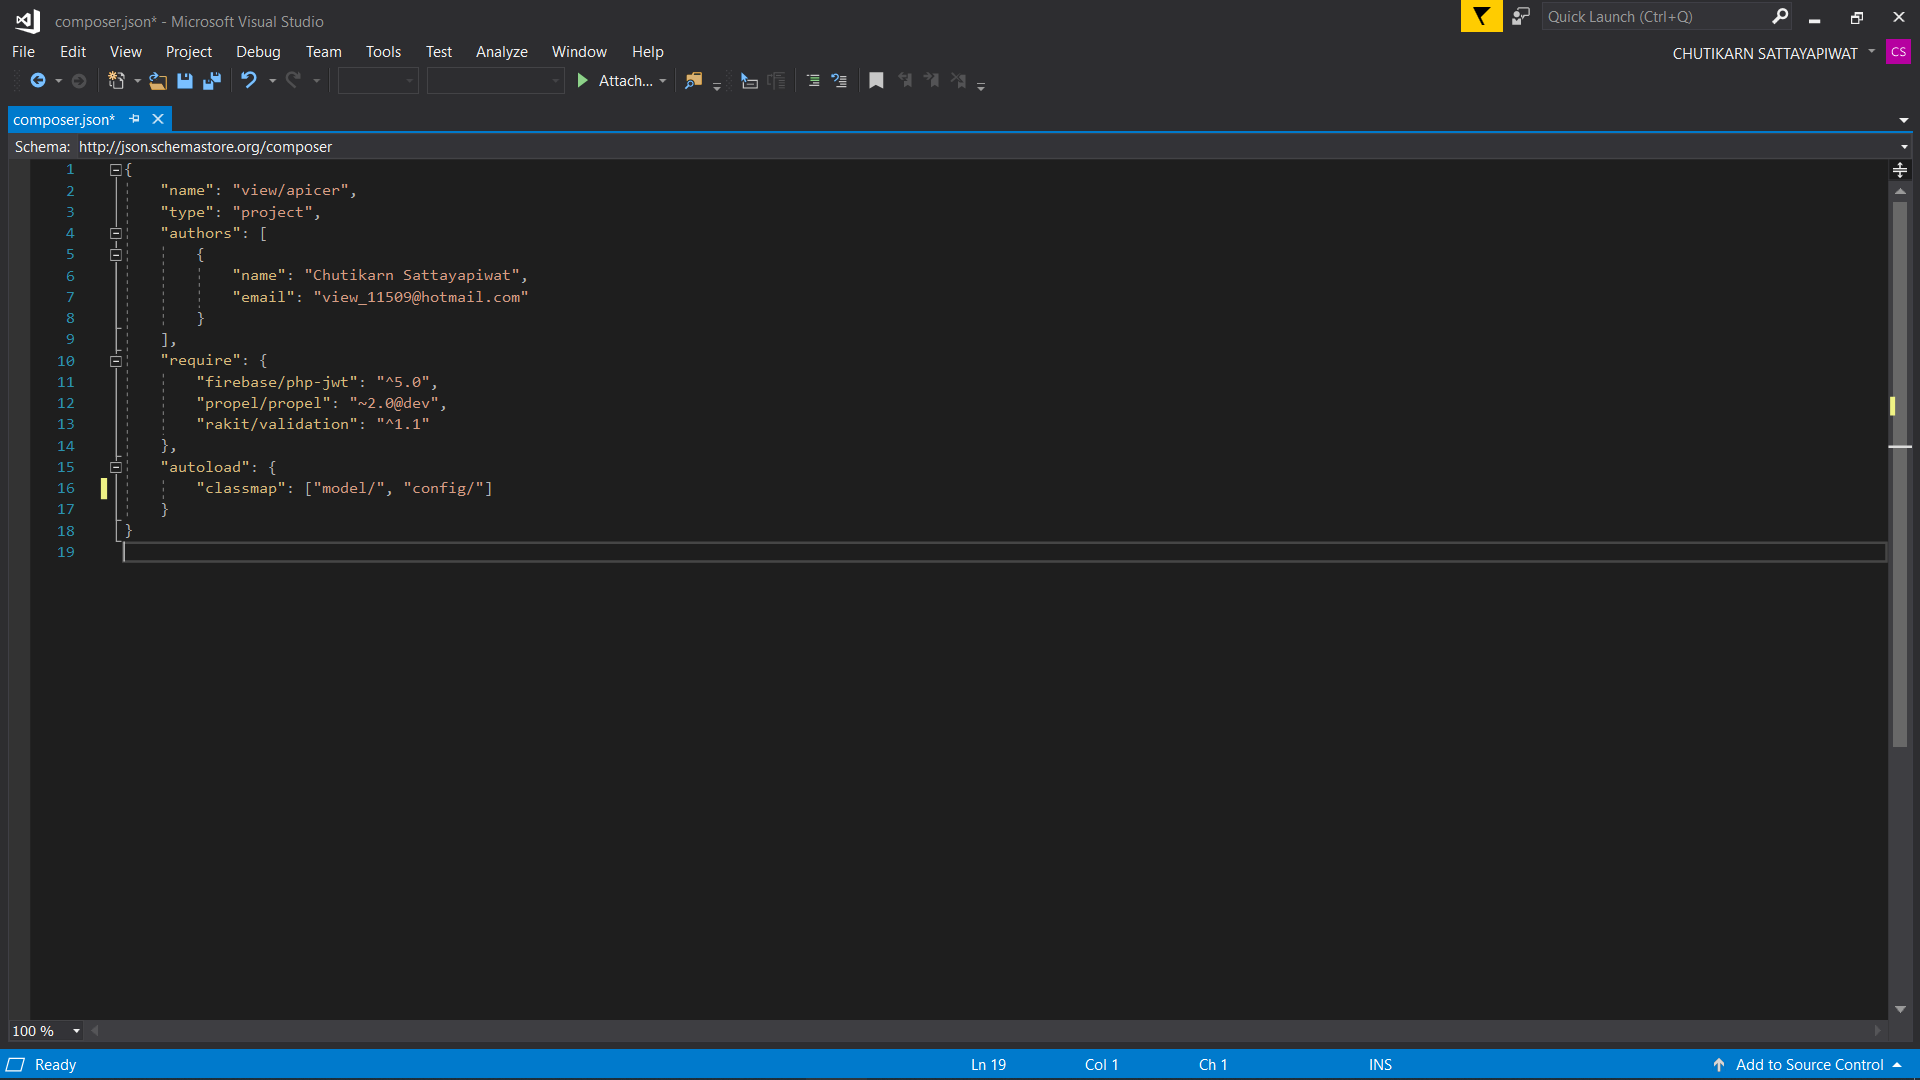 composer.json* - Microsoft Visual Studio
Quick Launch (Ctrl+Q)
File Edit View Project Debug Team Tools Test Analyze Window Help
CHUTIKARN SATTAYAPIWAT CS
Attach...
composer.json*
Schema: http://json.schemastore.org/composer
1 {
2 "name": "view/apicer",
3 "type": "project",
4 "authors": [
5 {
6 "name": "Chutikarn Sattayapiwat",
7 "email": "view_11509@hotmail.com"
8 }
9 ],
10 "require": {
11 "firebase/php-jwt": "^5.0",
12 "propel/propel": "~2.0@dev",
13 "rakit/validation": "^1.1"
14 },
15 "autoload": {
16 "classmap": ["model/", "config/"]
17 }
18 }
19
100 %
Ready Ln 19 Col 1 Ch 1 INS Add to Source Control